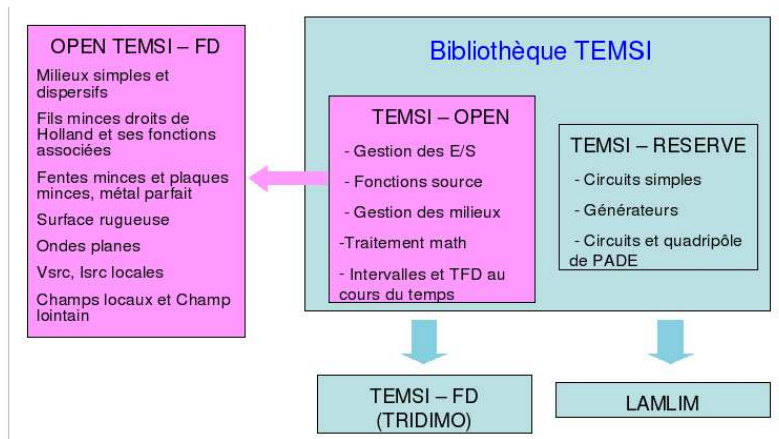 OPEN TEMSI – FD
Milieux simples et
dispersifs
Fils minces droits de
Holland et ses fonctions
associées
Fentes minces et plaques
minces, métal parfait
Surface rugueuse
Ondes planes
Vsrc, Isrc locales
Champs locaux et Champ
lointain
Bibliothèque TEMSI
TEMSI – OPEN
- Gestion des E/S
- Fonctions source
- Gestion des milieux
-Traitement math
- Intervalles et TFD au
cours du temps
TEMSI – RESERVE
- Circuits simples
- Générateurs
- Circuits et quadripôle
de PADE
TEMSI – FD
(TRIDIMO)
LAMLIM